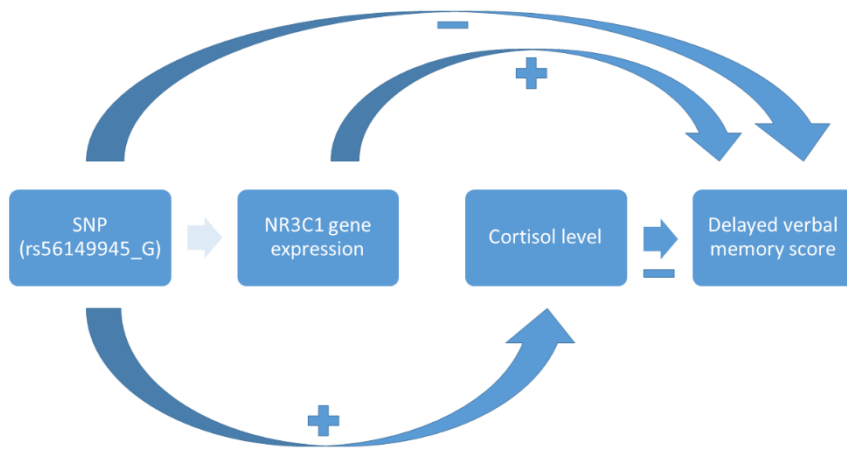 −
+
SNP
(rs56149945_G)
NR3C1 gene
expression
Cortisol level
−
Delayed verbal
memory score
+